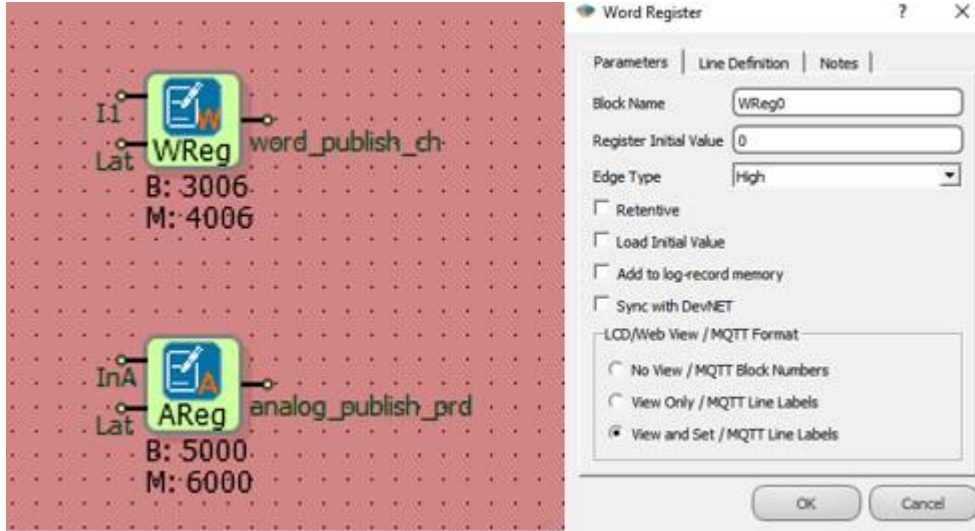 I1
W
Lat
WReg
word_publish_ch
B: 3006
M: 4006
InA
A
Lat
AReg
analog_publish_prd
B: 5000
M: 6000
Word Register
?
Parameters
Line Definition
Notes
Block Name
WReg0
Register Initial Value
0
Edge Type
High
Retentive
Load Initial Value
Add to log-record memory
Sync with DevNET
LCD/Web View / MQTT Format
No View / MQTT Block Numbers
View Only / MQTT Line Labels
View and Set / MQTT Line Labels
OK
Cancel